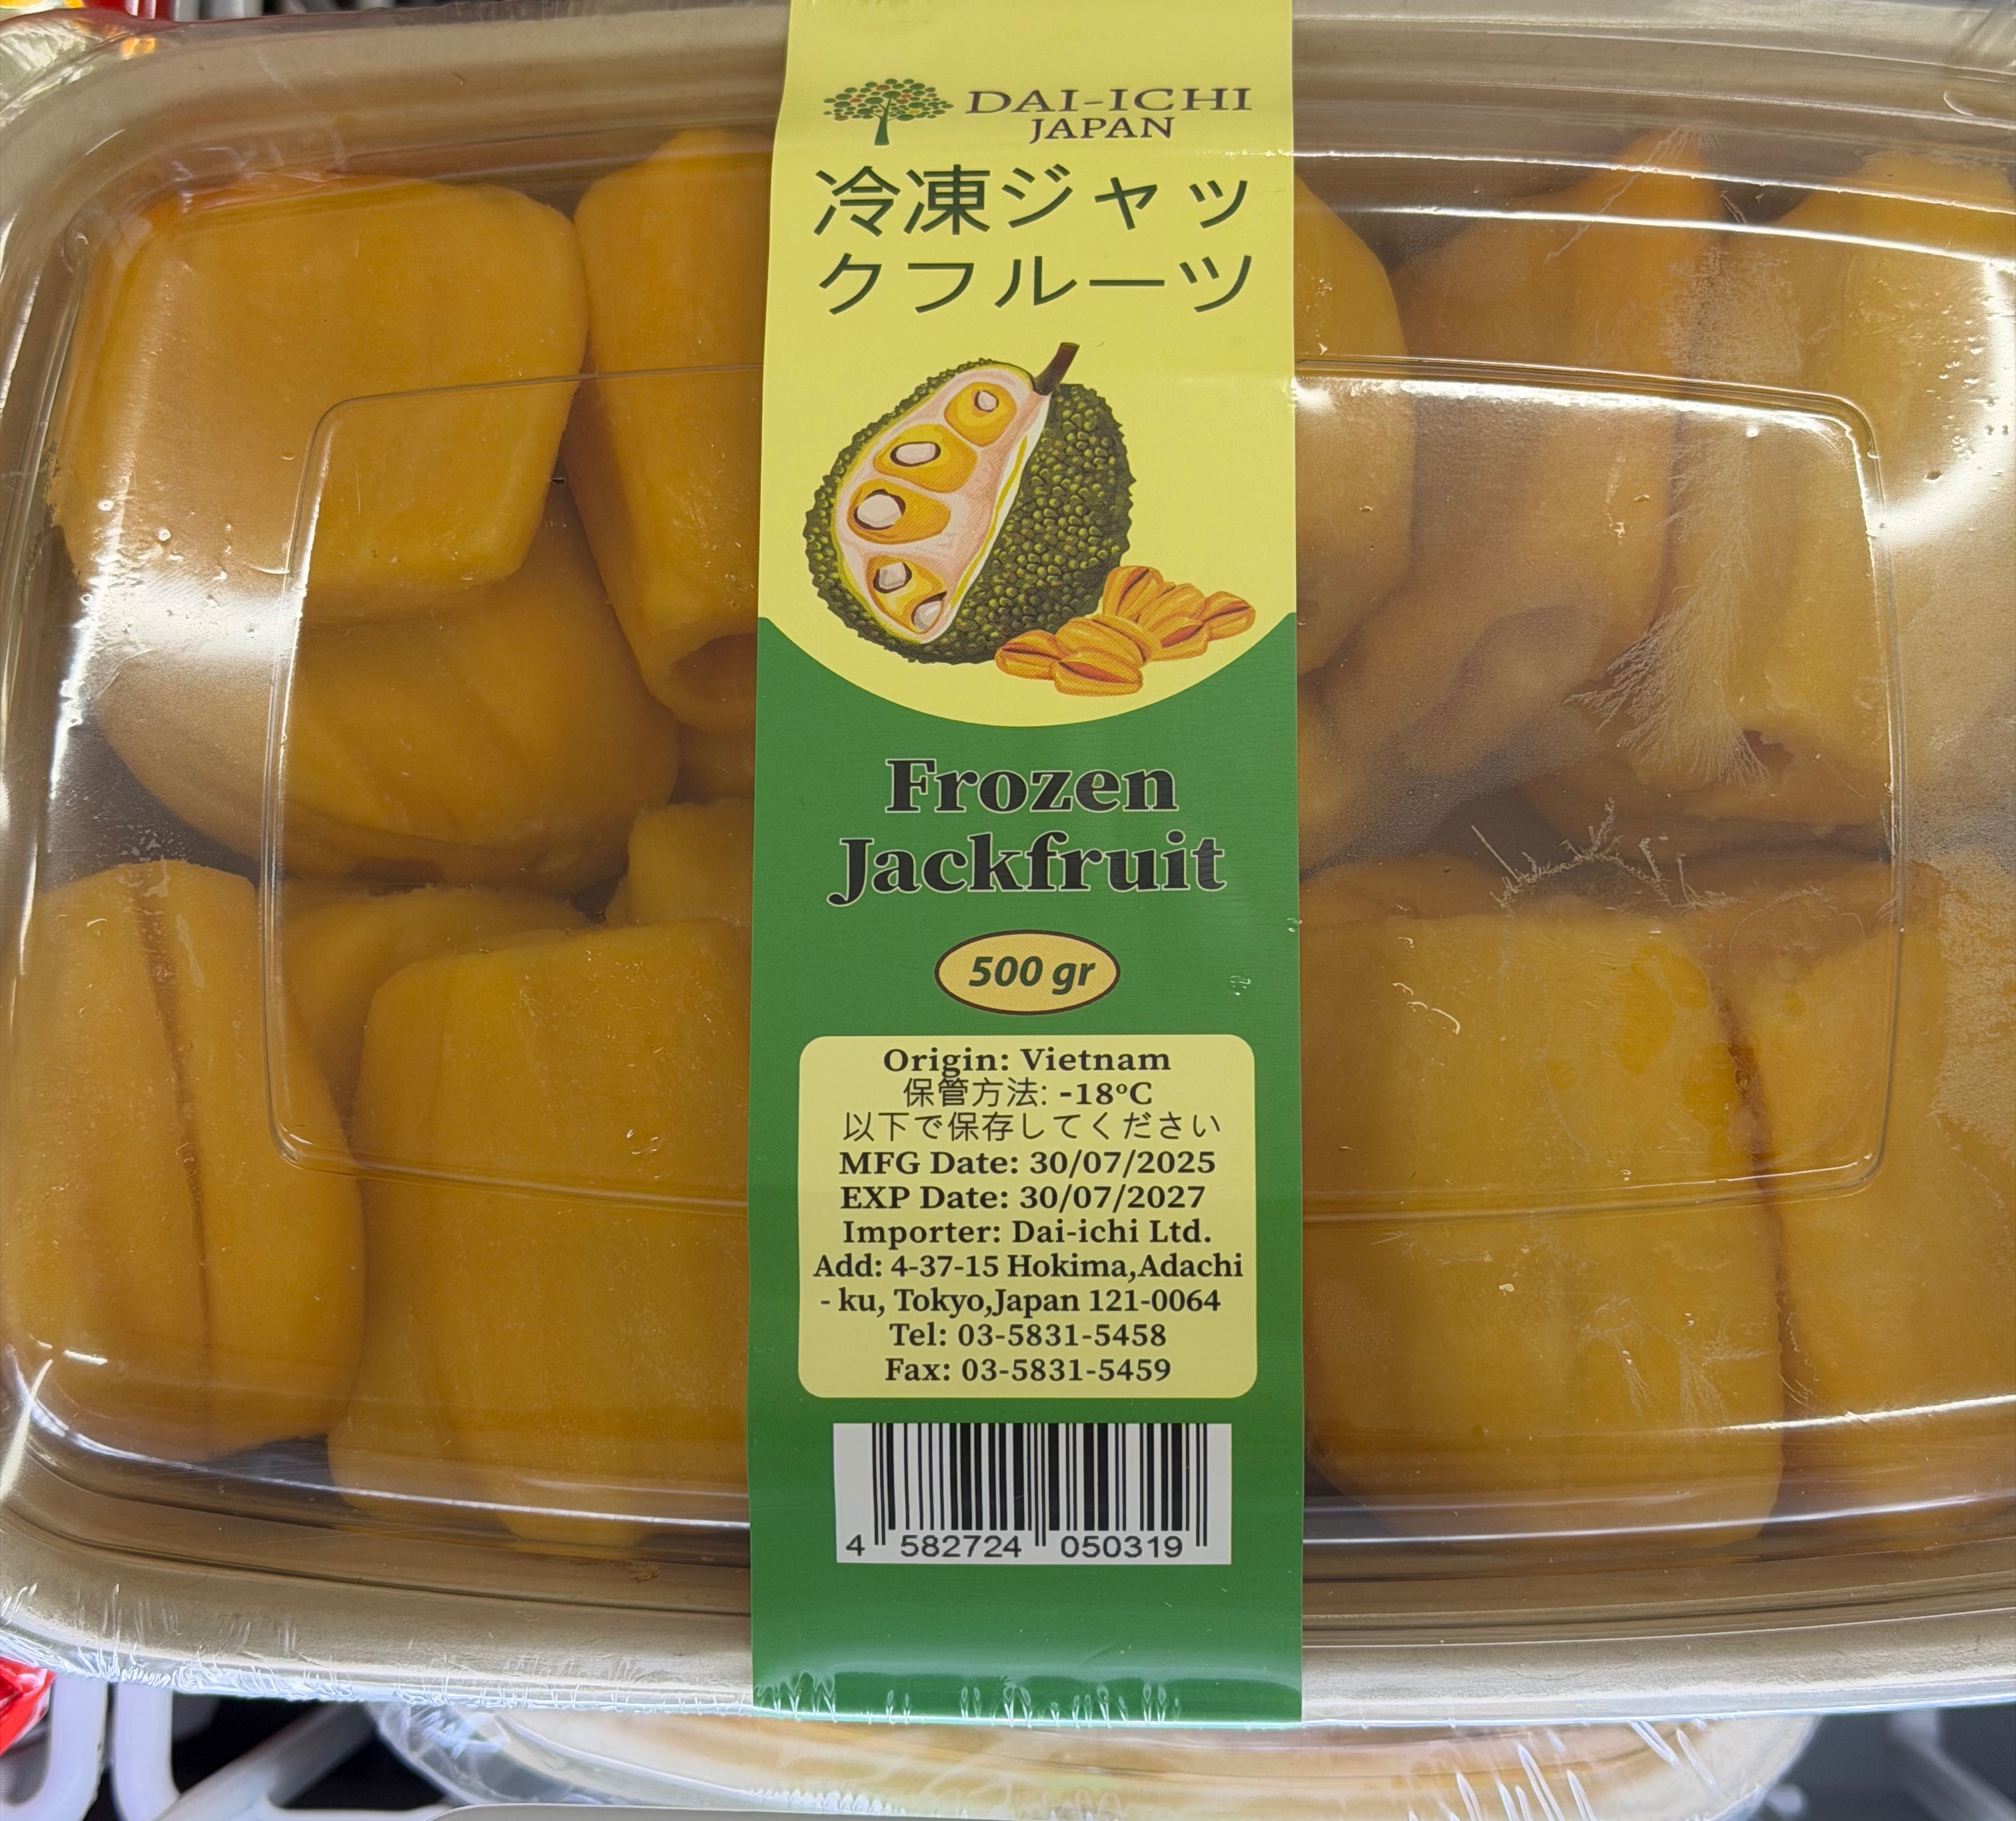 DAI-ICHI
JAPAN
冷凍ジャッ
クフルーツ
Frozen
Jackfruit
500 gr
Origin: Vietnam
保管方法: -18°C
以下で保存してください
MFG Date: 30/07/2025
EXP Date: 30/07/2027
Importer: Dai-ichi Ltd.
Add: 4-37-15 Hokima,Adachi
- ku, Tokyo,Japan 121-0064
Tel: 03-5831-5458
Fax: 03-5831-5459
4 582724 050319